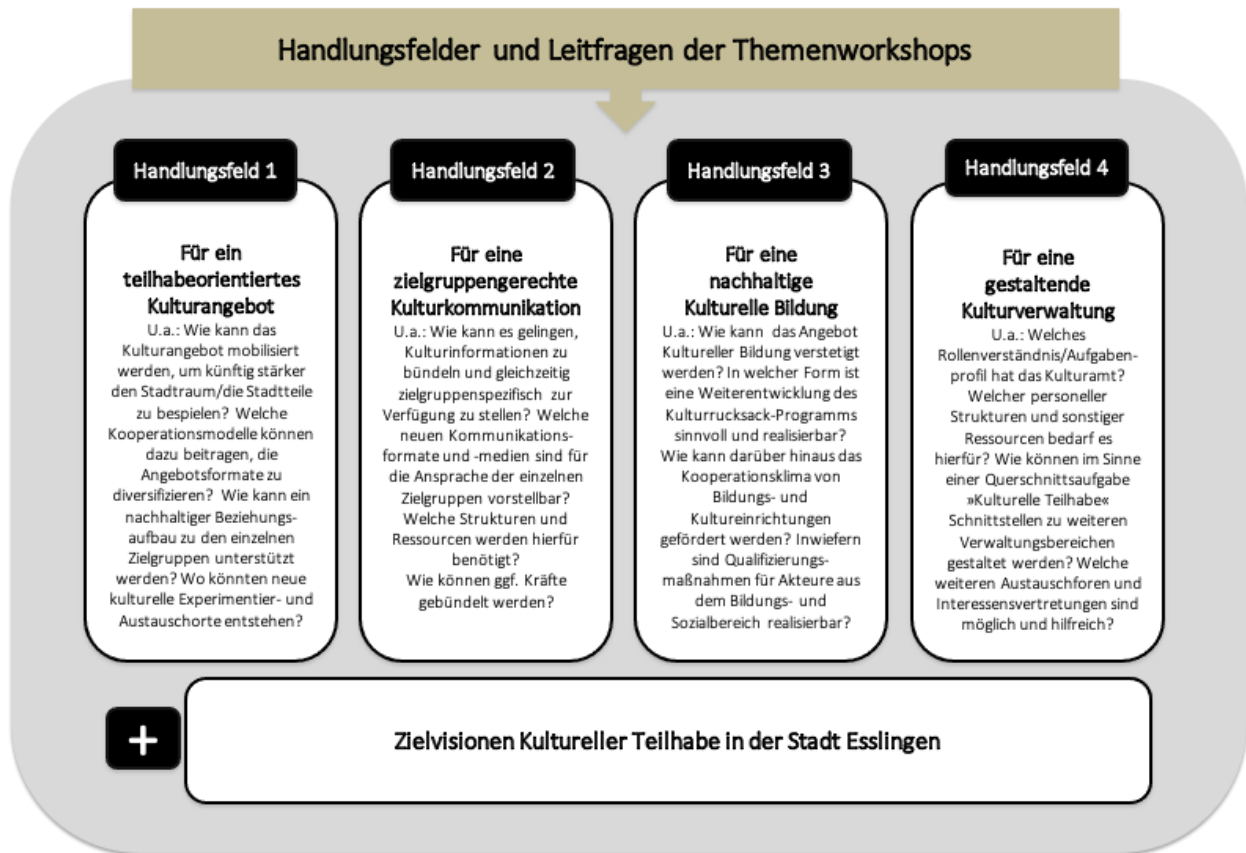 Handlungsfelder und Leitfragen der Themenworkshops
Handlungsfeld 1
Für ein
teilhabeorientiertes
Kulturangebot
U.a.: Wie kann das
Kulturangebot mobilisiert
werden, um künftig stärker
den Stadtraum/die Stadtteile
zu bespielen? Welche
Kooperationsmodelle können
dazu beitragen, die
Angebotsformate zu
diversifizieren? Wie kann ein
nachhaltiger Beziehungs-
aufbau zu den einzelnen
Zielgruppen unterstützt
werden? Wo könnten neue
kulturelle Experimentier- und
Austauschorte entstehen?
Handlungsfeld 2
Für eine
zielgruppengerechte
Kulturkommunikation
U.a.: Wie kann es gelingen,
Kulturinformationen zu
bündeln und gleichzeitig
zielgruppenspezifisch zur
Verfügung zu stellen? Welche
neuen Kommunikations-
formate und -medien sind für
die Ansprache der einzelnen
Zielgruppen vorstellbar?
Welche Strukturen und
Ressourcen werden hierfür
benötigt?
Wie können ggf. Kräfte
gebündelt werden?
Handlungsfeld 3
Für eine
nachhaltige
Kulturelle Bildung
U.a.: Wie kann das Angebot
Kultureller Bildung verstetigt
werden? In welcher Form ist
eine Weiterentwicklung des
Kulturrucksack-Programms
sinnvoll und realisierbar?
Wie kann darüber hinaus das
Kooperationsklima von
Bildungs- und
Kultureinrichtungen
gefördert werden? Inwiefern
sind Qualifizierungs-
maßnahmen für Akteure aus
dem Bildungs- und
Sozialbereich realisierbar?
Handlungsfeld 4
Für eine
gestaltende
Kulturverwaltung
U.a.: Welches
Rollenverständnis/Aufgaben-
profil hat das Kulturamt?
Welcher personeller
Strukturen und sonstiger
Ressourcen bedarf es
hierfür? Wie können im Sinne
einer Querschnittsaufgabe
»Kulturelle Teilhabe«
Schnittstellen zu weiteren
Verwaltungsbereichen
gestaltet werden? Welche
weiteren Austauschforen und
Interessensvertretungen sind
möglich und hilfreich?
+
Zielvisionen Kultureller Teilhabe in der Stadt Esslingen